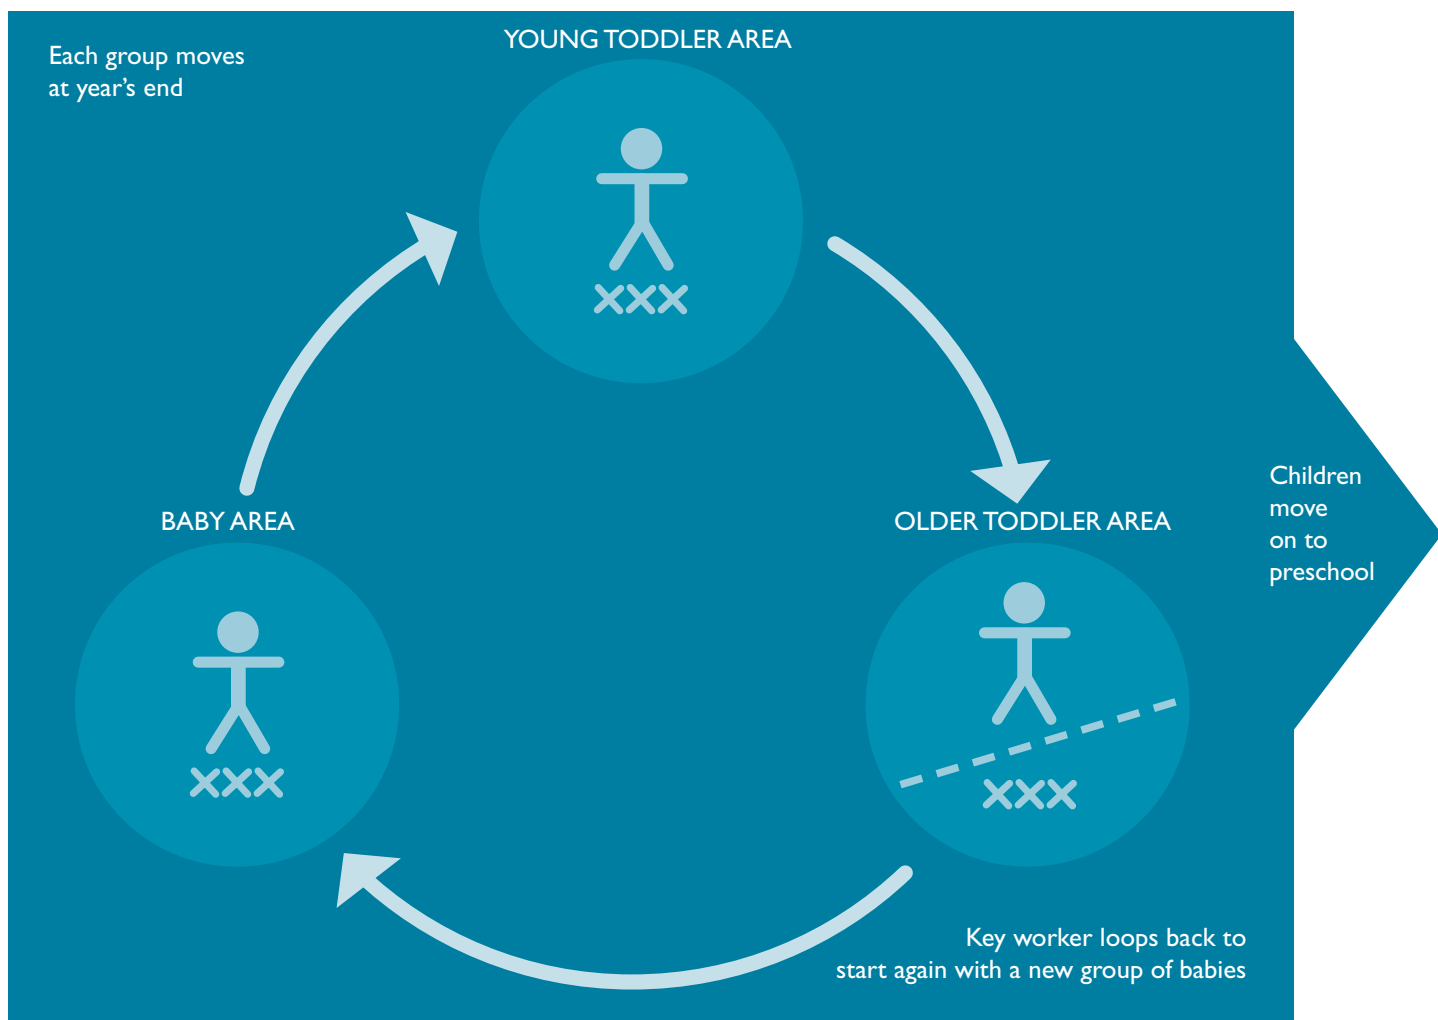 Each group moves
at year’s end
YOUNG TODDLER AREA
BABY AREA
OLDER TODDLER AREA
Children
move
on to
preschool
Key worker loops back to
start again with a new group of babies